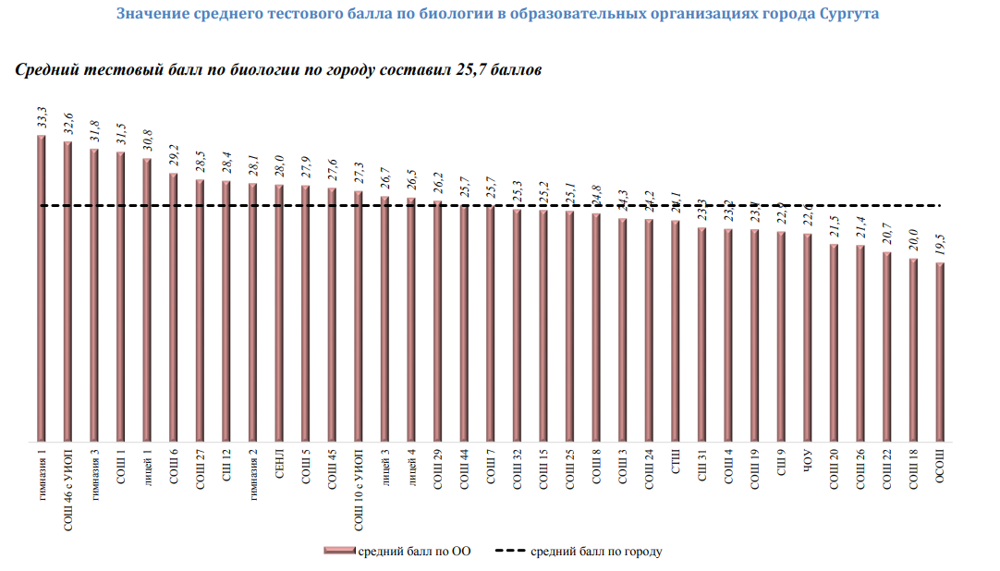 Значение среднего тестового балла по биологии в образовательных организациях города Сургута
Средний тестовый балл по биологии по городу составил 25,7 баллов
33,3
32,6
31,8
31,5
30,8
29,2
28,5
28,4
28,1
28,0
27,9
27,6
27,3
26,7
26,5
26,2
25,7
25,7
25,3
25,2
25,1
24,8
24,3
24,2
24,1
23,3
23,2
23,1
22,6
21,5
21,4
20,7
20,0
19,5
гимназия 1
СОШ 46 с УИОП
гимназия 3
СОШ 1
лицей 1
СОШ 6
СОШ 27
СШ 12
гимназия 2
СЕНЛ
СОШ 5
СОШ 45
СОШ 10 с УИОП
лицей 3
лицей 4
СОШ 29
СОШ 44
СОШ 7
СОШ 32
СОШ 15
СОШ 25
СОШ 8
СОШ 3
СОШ 24
СТШ
СШ 31
СОШ 4
СОШ 19
СШ 9
ЧОУ
СОШ 20
СОШ 26
СОШ 22
СОШ 18
ОСОШ
средний балл по ОО
средний балл по городу